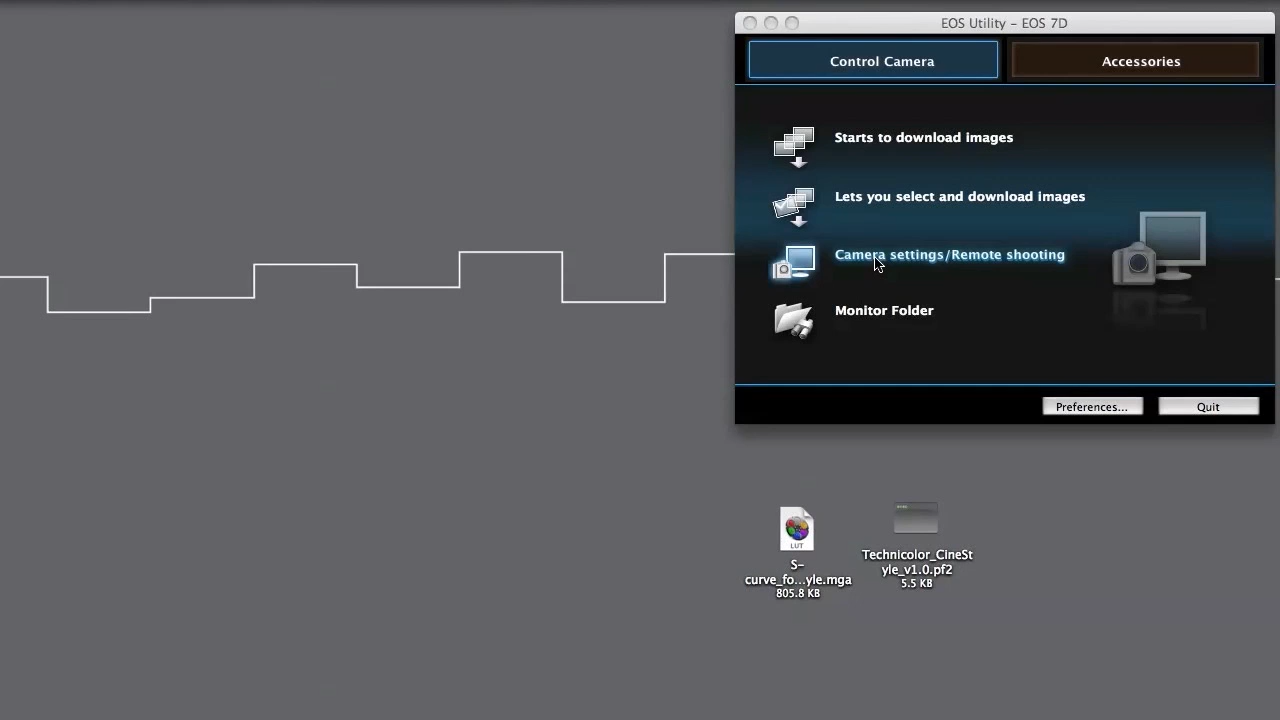 EOS Utility - EOS 7D
Control Camera
Accessories
Starts to download images
Lets you select and download images
Camera settings/Remote shooting
Monitor Folder
Preferences...
Quit
LUT
S-
curve_fo...yle.mga
805.8 KB
Technicolor_CineSt
yle_v1.0.pf2
5.5 KB